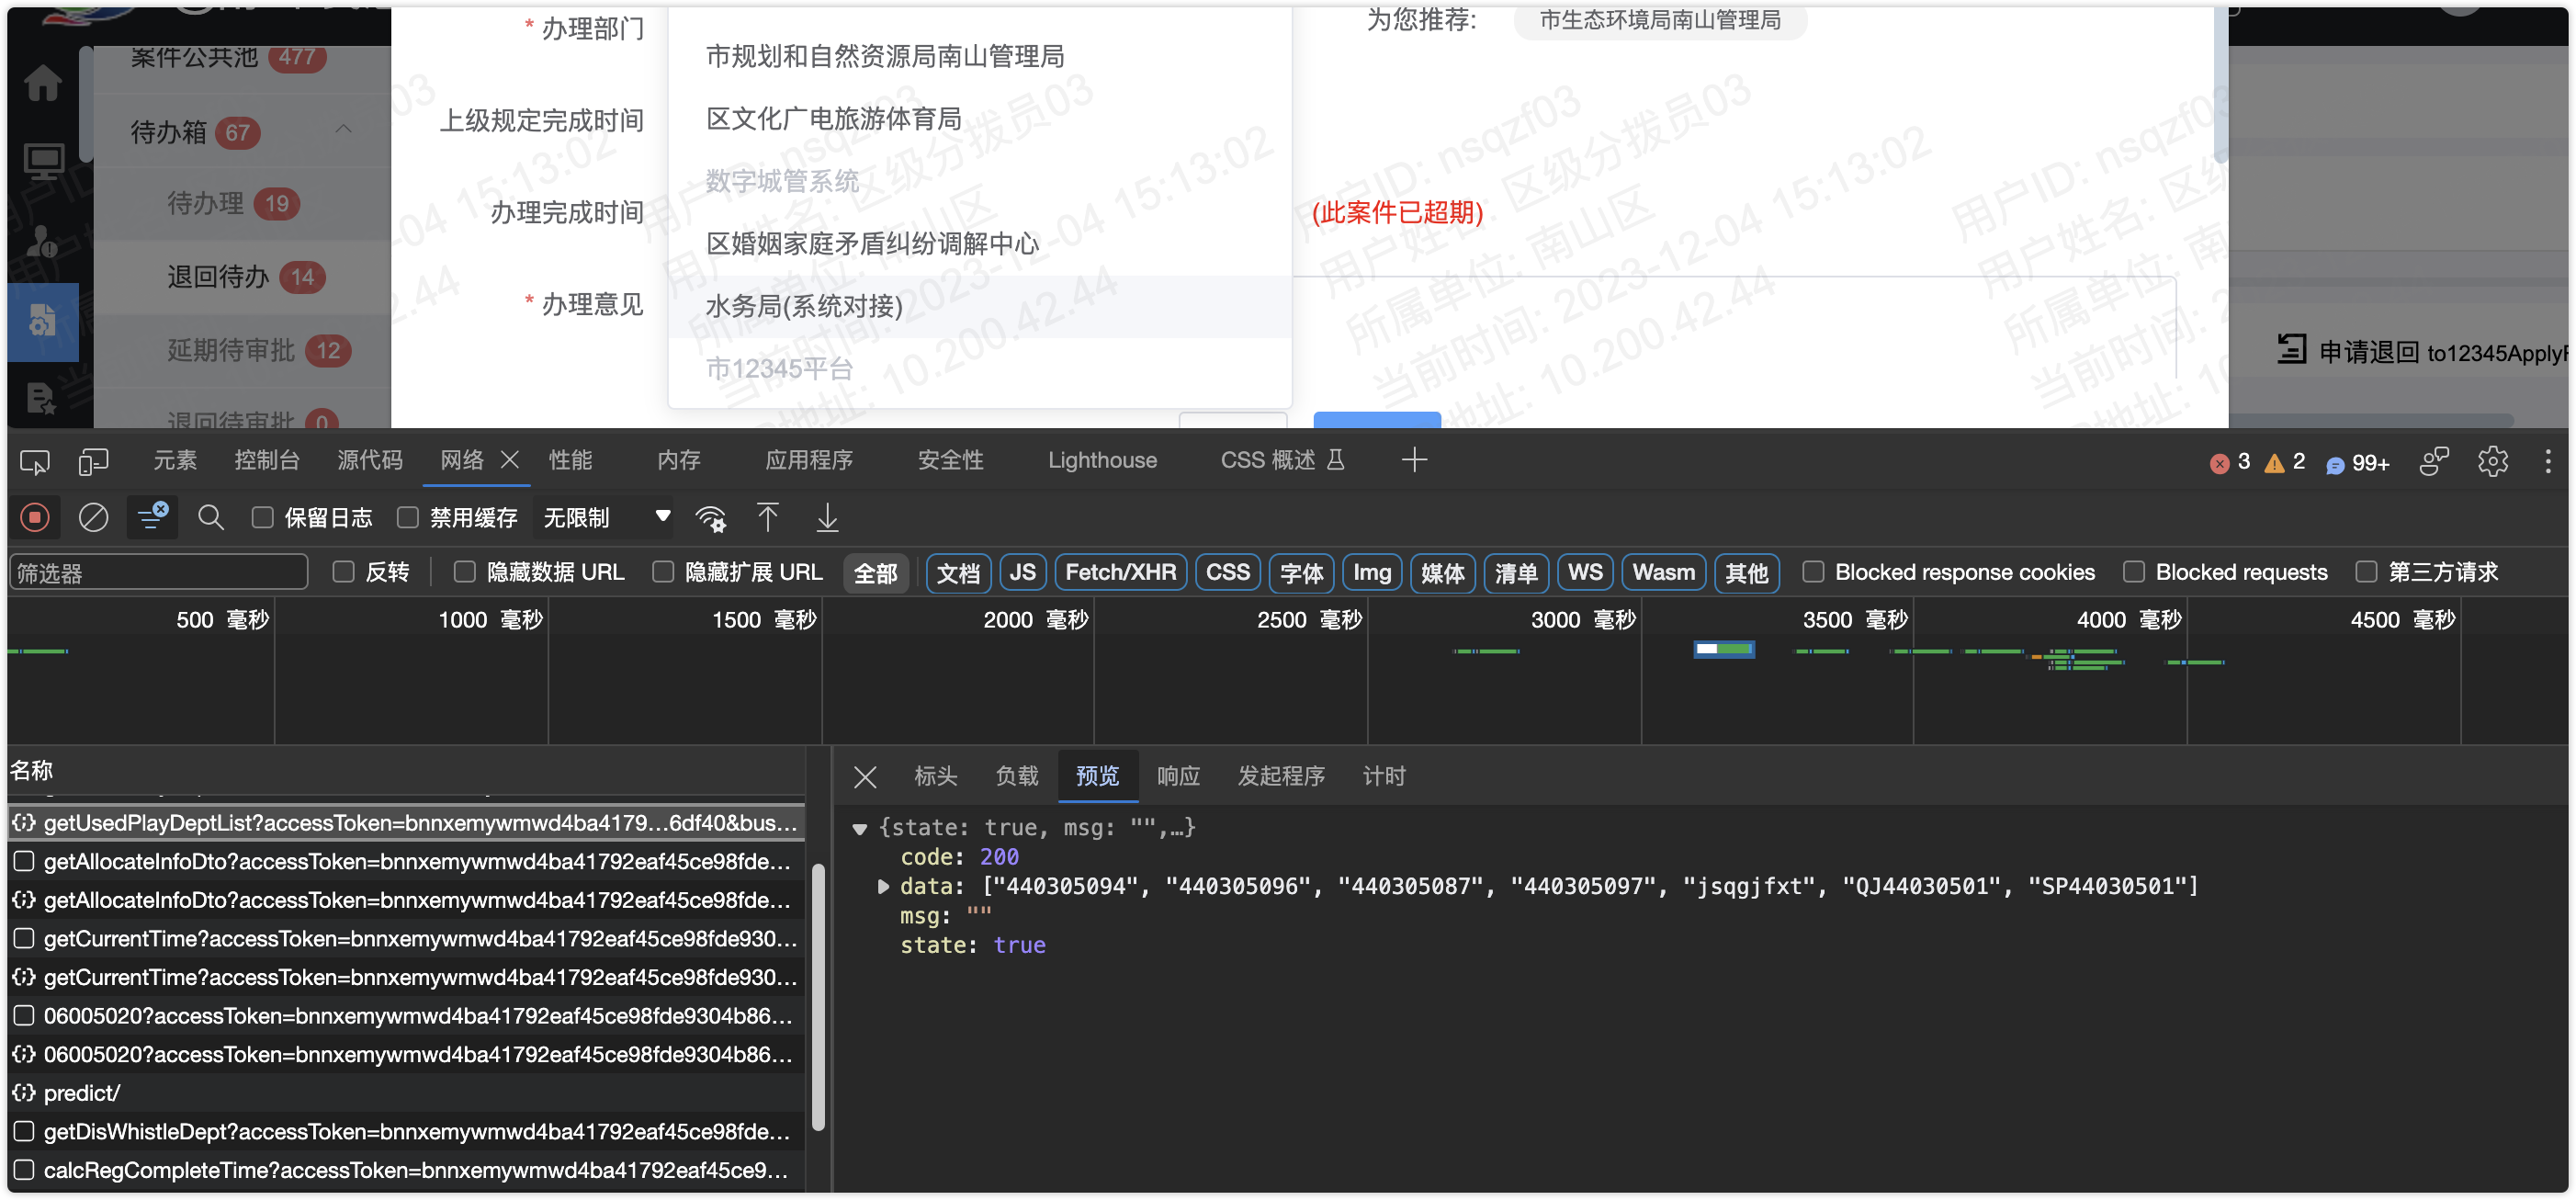 * 办理部门
为您推荐: 市生态环境局南山管理局
案件公共池 477
市规划和自然资源局南山管理局
待办箱 67
上级规定完成时间
区文化广电旅游体育局
数字城管系统
待办理 19
办理完成时间
(此案件已超期)
区婚姻家庭矛盾纠纷调解中心
退回待办 14
* 办理意见
水务局(系统对接)
延期待审批 12
市12345平台
申请退回 to12345Apply
退回待审批 0
用户ID: nsqzf03
用户姓名: 区级分拨员03
所属单位: 南山区
当前时间: 2023-12-04 15:13:02
地址: 10.200.42.44
元素 控制台 源代码 网络 性能 内存 应用程序 安全性 Lighthouse CSS 概述 3 2 99+
保留日志 禁用缓存 无限制
筛选器 反转 隐藏数据 URL 隐藏扩展 URL 全部 文档 JS Fetch/XHR CSS 字体 Img 媒体 清单 WS Wasm 其他 Blocked response cookies Blocked requests 第三方请求
500 毫秒 1000 毫秒 1500 毫秒 2000 毫秒 2500 毫秒 3000 毫秒 3500 毫秒 4000 毫秒 4500 毫秒
名称
标头 负载 预览 响应 发起程序 计时
getUsedPlayDeptList?accessToken=bnnxemywmwd4ba4179...6df40&bus...
getAllocateInfoDto?accessToken=bnnxemywmwd4ba41792eaf45ce98fde...
getAllocateInfoDto?accessToken=bnnxemywmwd4ba41792eaf45ce98fde...
getCurrentTime?accessToken=bnnxemywmwd4ba41792eaf45ce98fde930...
getCurrentTime?accessToken=bnnxemywmwd4ba41792eaf45ce98fde930...
06005020?accessToken=bnnxemywmwd4ba41792eaf45ce98fde9304b86...
06005020?accessToken=bnnxemywmwd4ba41792eaf45ce98fde9304b86...
predict/
getDisWhistleDept?accessToken=bnnxemywmwd4ba41792eaf45ce98fde...
calcRegCompleteTime?accessToken=bnnxemywmwd4ba41792eaf45ce9...
{state: true, msg: "",…}
code: 200
data: ["440305094", "440305096", "440305087", "440305097", "jsqgjfxt", "QJ44030501", "SP44030501"]
msg: ""
state: true